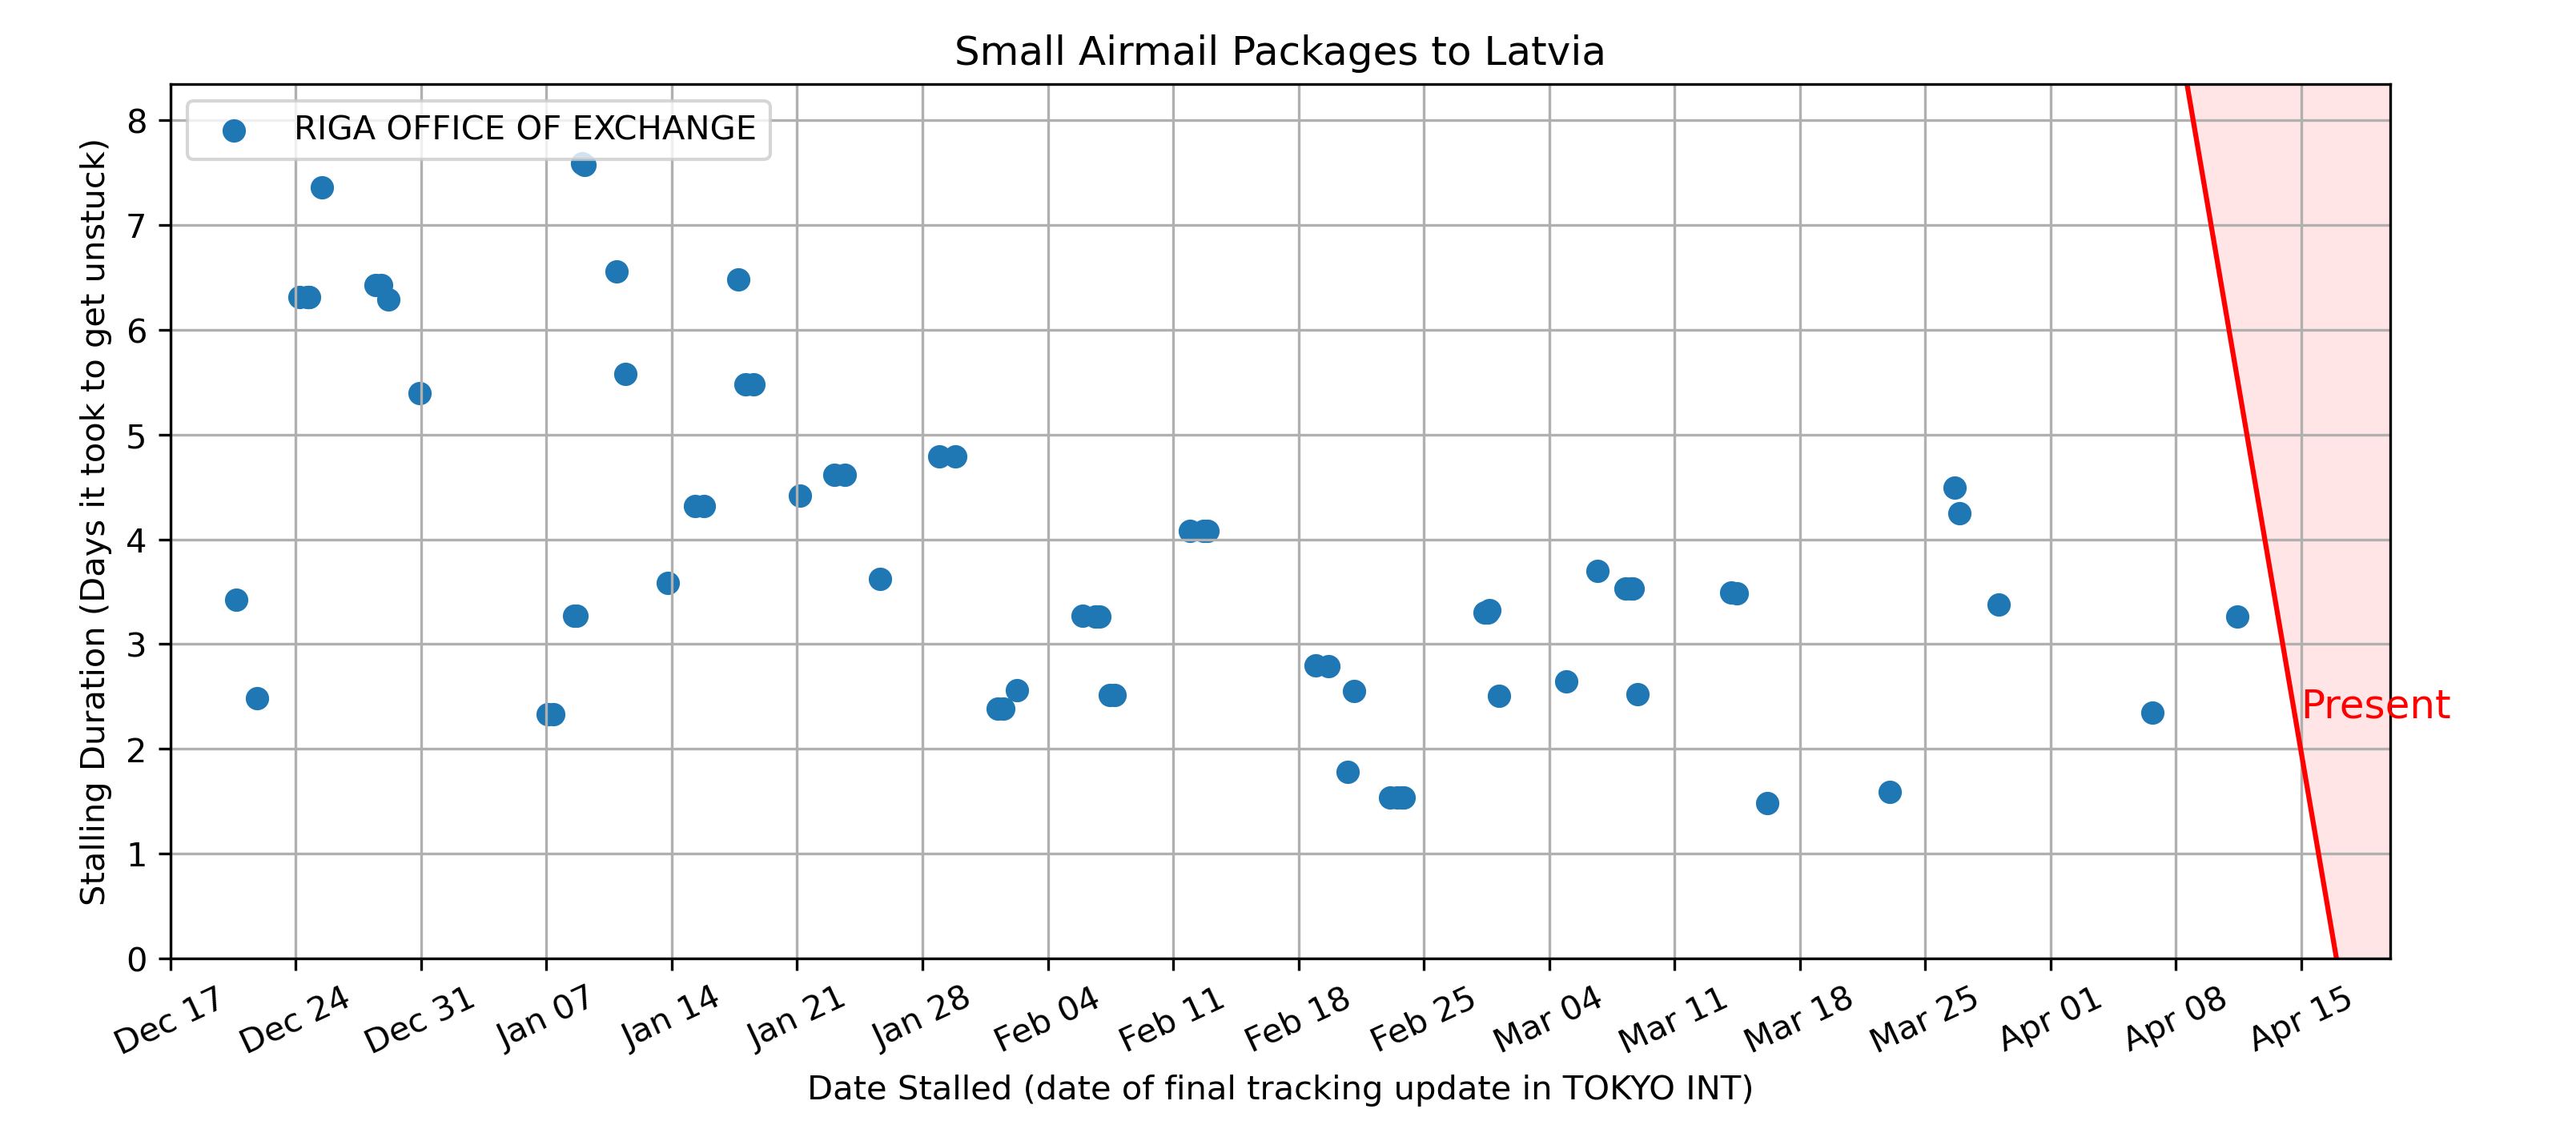 Small Airmail Packages to Latvia
RIGA OFFICE OF EXCHANGE
Stalling Duration (Days it took to get unstuck)
8
7
6
5
4
3
2
1
0
Present
Dec 17
Dec 24
Dec 31
Jan 07
Jan 14
Jan 21
Jan 28
Feb 04
Feb 11
Feb 18
Feb 25
Mar 04
Mar 11
Mar 18
Mar 25
Apr 01
Apr 08
Apr 15
Date Stalled (date of final tracking update in TOKYO INT)